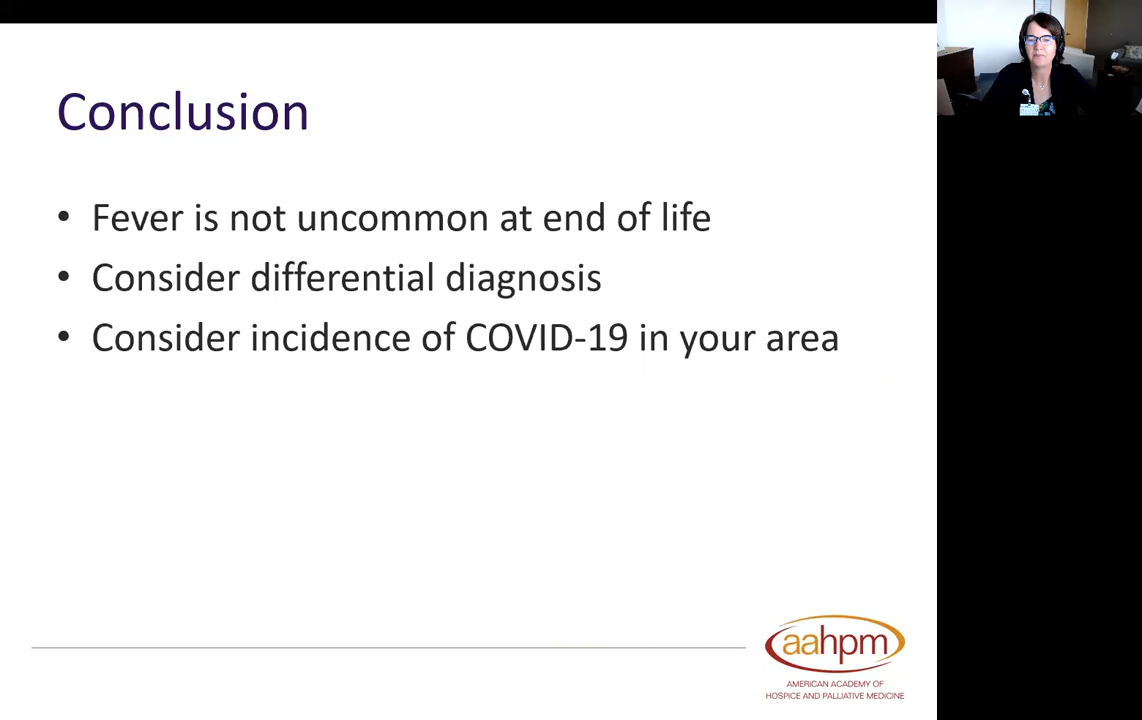 Conclusion
• Fever is not uncommon at end of life
• Consider differential diagnosis
• Consider incidence of COVID-19 in your area
aahpm
AMERICAN ACADEMY OF
HOSPICE AND PALLIATIVE MEDICINE